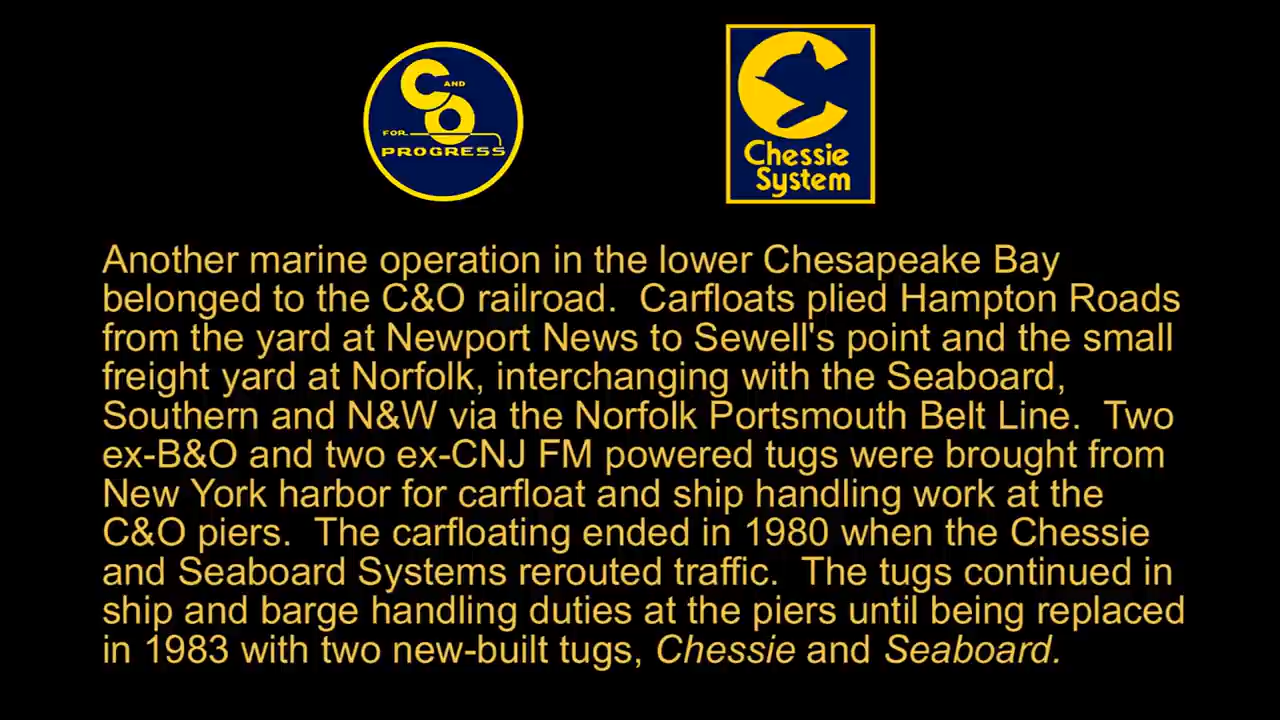 C AND O
FOR
PROGRESS
Chessie
System
Another marine operation in the lower Chesapeake Bay
belonged to the C&O railroad.  Carfloats plied Hampton Roads
from the yard at Newport News to Sewell's point and the small
freight yard at Norfolk, interchanging with the Seaboard,
Southern and N&W via the Norfolk Portsmouth Belt Line.  Two
ex-B&O and two ex-CNJ FM powered tugs were brought from
New York harbor for carfloat and ship handling work at the
C&O piers.  The carfloating ended in 1980 when the Chessie
and Seaboard Systems rerouted traffic.  The tugs continued in
ship and barge handling duties at the piers until being replaced
in 1983 with two new-built tugs, Chessie and Seaboard.